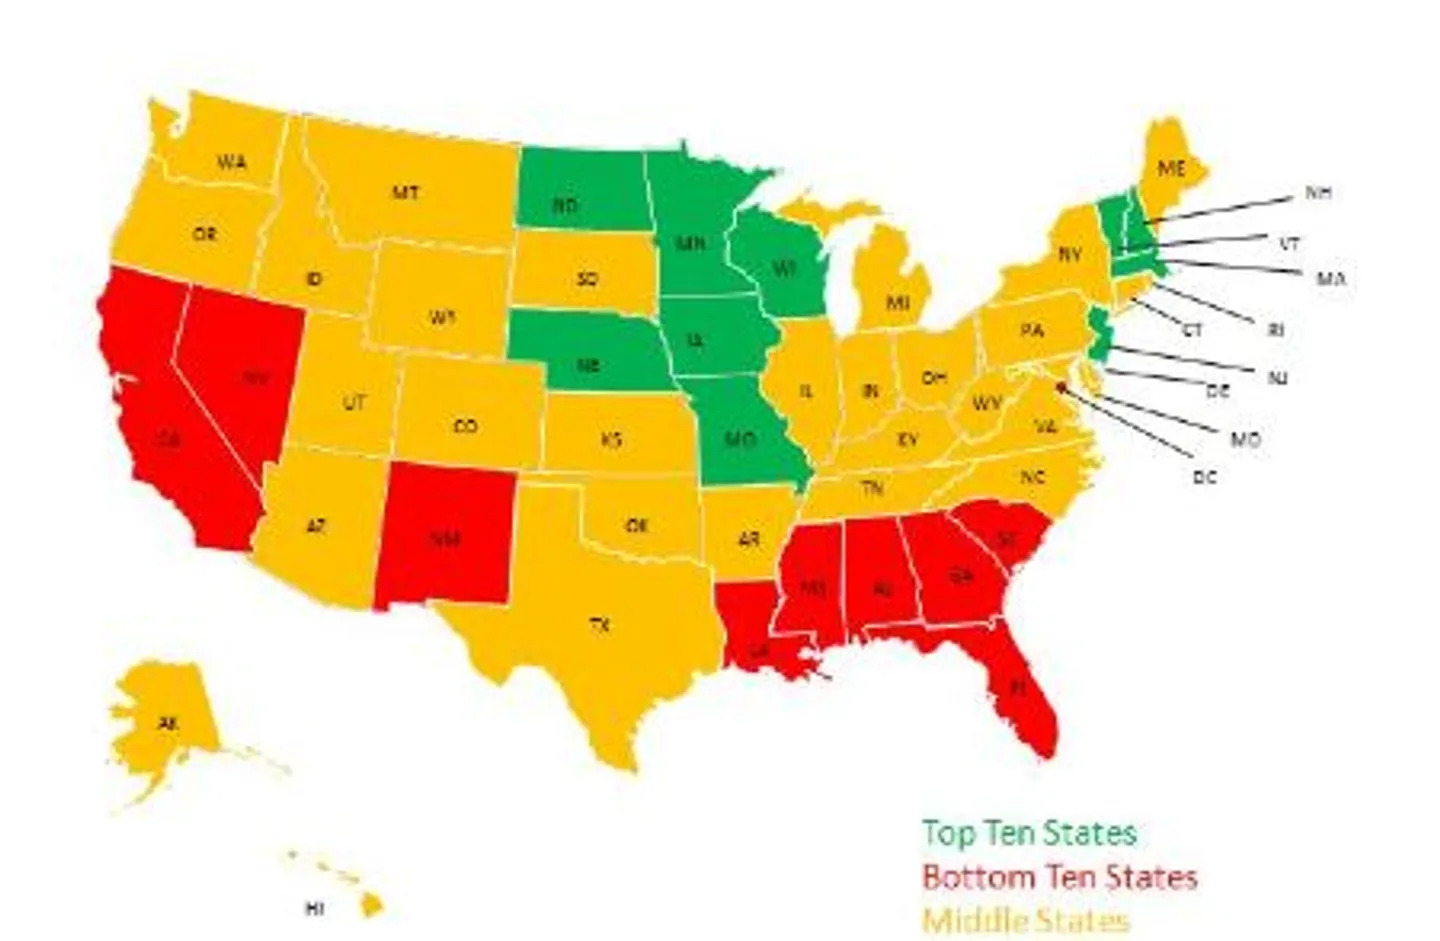 WA
MT
ND
MN
ME
NH
OR
ID
SD
WI
NY
VT
MA
WY
MI
PA
CT
RI
NV
UT
CO
NE
IA
IL
IN
OH
NJ
DE
CA
KS
MO
KY
WV
VA
MD
DC
AZ
NM
OK
AR
TN
NC
SC
TX
LA
MS
AL
GA
FL
AK
HI
Top Ten States
Bottom Ten States
Middle States